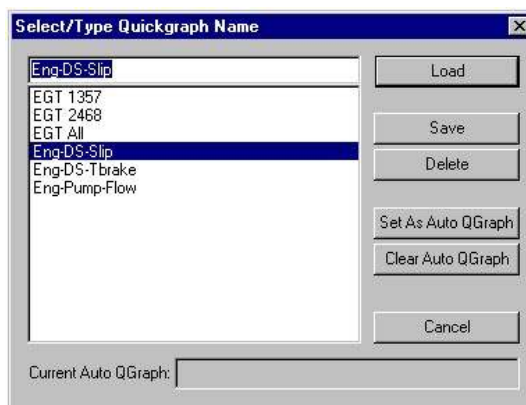 Select/Type Quickgraph Name
Eng-DS-Slip
Load
EGT 1357
EGT 2468
EGT All
Eng-DS-Slip
Eng-DS-Tbrake
Eng-Pump-Flow
Save
Delete
Set As Auto QGraph
Clear Auto QGraph
Cancel
Current Auto QGraph: